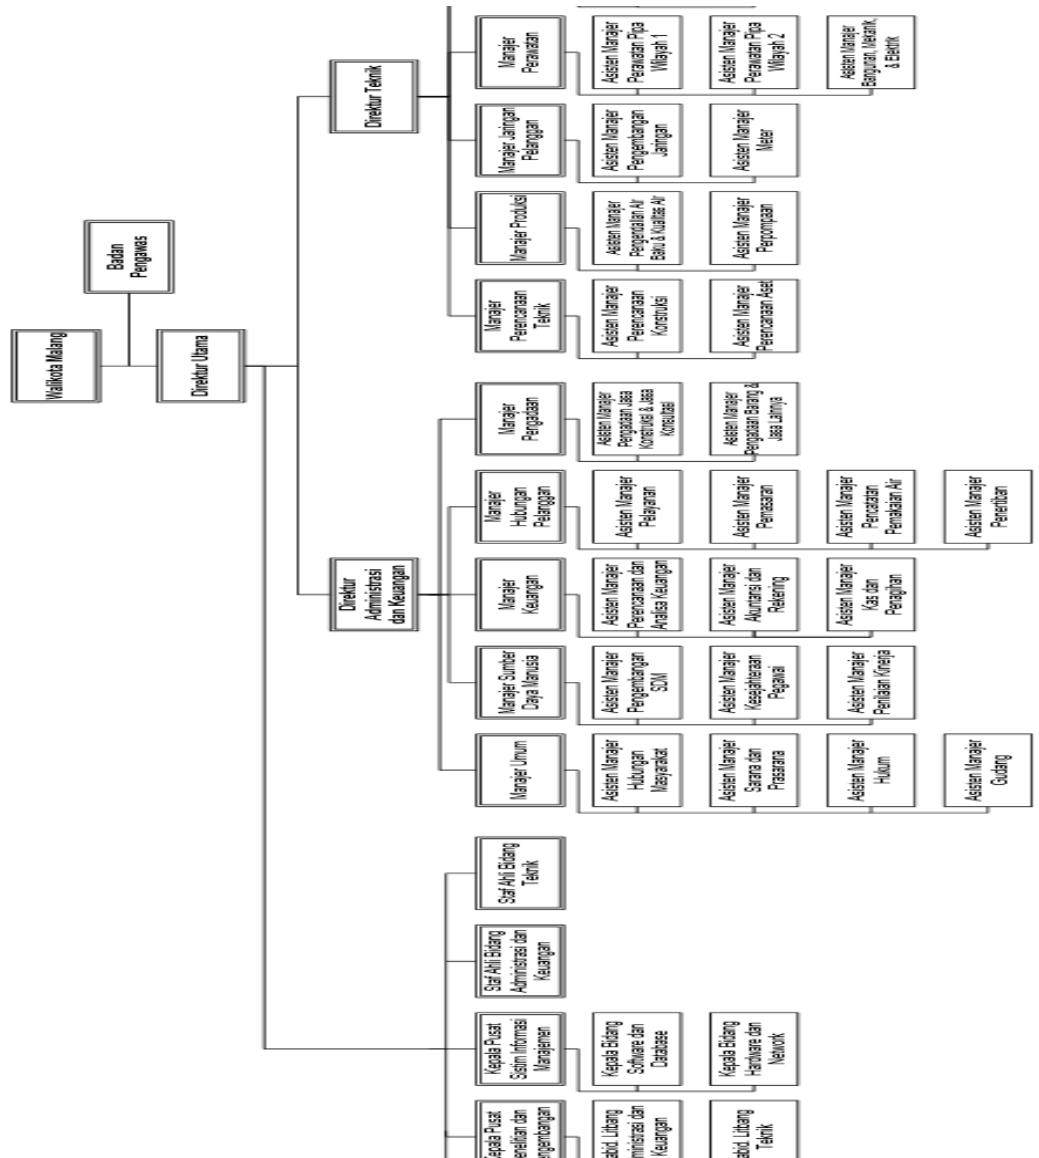 Walikota Malang
Badan
Pengawas
Direktur Utama
Direktur Teknik
Direktur
Administrasi
dan Keuangan
Manajer
Perawatan
Asisten Manajer
Perawatan Pipa
Wilayah 1
Asisten Manajer
Perawatan Pipa
Wilayah 2
Asisten Manajer
Bangunan, Mekanik,
& Elektrik
Manajer Jaringan
Pelanggan
Asisten Manajer
Pengembangan
Jaringan
Asisten Manajer
Meter
Manajer Produksi
Asisten Manajer
Pengendalian Air
Baku & Kualitas Air
Asisten Manajer
Perpompaan
Manajer
Perencanaan
Teknik
Asisten Manajer
Perencanaan
Konstruksi
Asisten Manajer
Perencanaan Aset
Manajer
Pengadaan
Asisten Manajer
Pengadaan Jasa
Konstruksi & Jasa
Konsultasi
Asisten Manajer
Pengadaan Barang &
Jasa Lainnya
Manajer
Hubungan
Pelanggan
Asisten Manajer
Pelayanan
Asisten Manajer
Pemasaran
Asisten Manajer
Pencatatan
Pemakaian Air
Asisten Manajer
Penertiban
Manajer
Keuangan
Asisten Manajer
Perencanaan dan
Analisa Keuangan
Asisten Manajer
Akuntansi dan
Rekening
Asisten Manajer
Kas dan
Penagihan
Manajer Sumber
Daya Manusia
Asisten Manajer
Pengembangan
SDM
Asisten Manajer
Kesejahteraan
Pegawai
Asisten Manajer
Penilaian Kinerja
Manajer Umum
Asisten Manajer
Hubungan
Masyarakat
Asisten Manajer
Sarana dan
Prasarana
Asisten Manajer
Hukum
Asisten Manajer
Gudang
Staf Ahli Bidang
Teknik
Staf Ahli Bidang
Administrasi dan
Keuangan
Kepala Pusat
Sistim Informasi
Manajemen
Kepala Bidang
Software dan
Database
Kepala Bidang
Hardware dan
Network
Pusat
dan
Litbang
dan
Keuangan
Litbang
Teknik